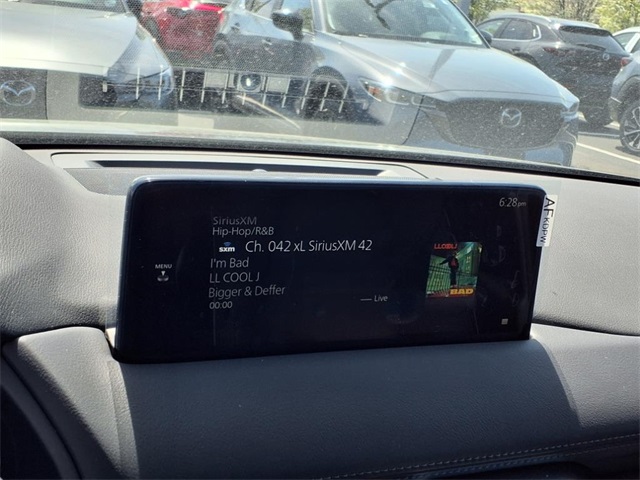 SiriusXM
6:28pm
Hip-Hop/R&B
sxm Ch. 042 xL SiriusXM 42
I'm Bad
LL COOL J
Bigger & Deffer
00:00
Live
MENU
BAD